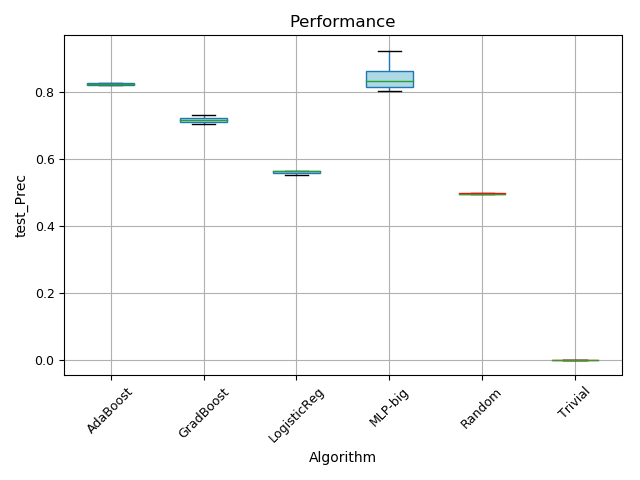 Performance
test_Prec
0.8
0.6
0.4
0.2
0.0
AdaBoost
GradBoost
LogisticReg
MLP-big
Random
Trivial
Algorithm